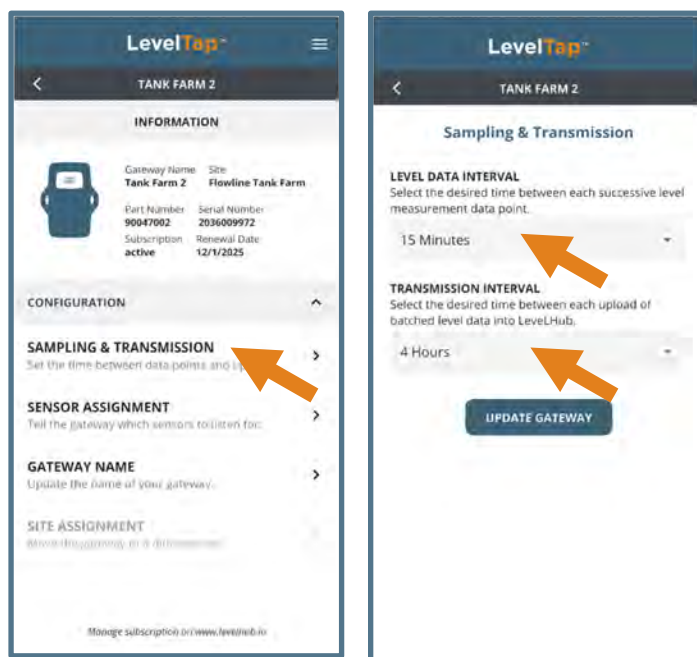 LevelTap
TANK FARM 2
INFORMATION
Gateway Name Site
Tank Farm 2 Flowline Tank Farm
Part Number Serial Number
90047002 2036009972
Subscription Renewal Date
active 12/1/2025
CONFIGURATION
SAMPLING & TRANSMISSION
Set the time between data points and
SENSOR ASSIGNMENT
Tell the gateway which sensors to listen for.
GATEWAY NAME
Update the name of your gateway.
SITE ASSIGNMENT
Move this gateway to a different
Manage subscription on www.levelhub.io
LevelTap
TANK FARM 2
Sampling & Transmission
LEVEL DATA INTERVAL
Select the desired time between each successive level
measurement data point.
15 Minutes
TRANSMISSION INTERVAL
Select the desired time between each upload of
batched level data into LeveLHub.
4 Hours
UPDATE GATEWAY